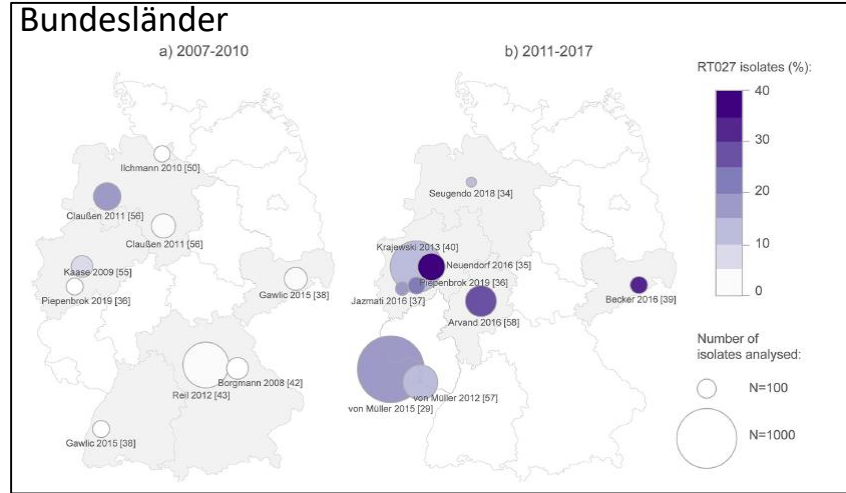 Bundesländer
a) 2007-2010
b) 2011-2017
RT027 isolates (%):
40
30
20
10
0
Ilchmann 2010 [50]
Claußen 2011 [56]
Claußen 2011 [56]
Kaase 2009 [55]
Piepenbrok 2019 [36]
Gawlic 2015 [38]
Borgmann 2008 [42]
Reil 2012 [43]
Gawlic 2015 [38]
Seugendo 2018 [34]
Krajewski 2013 [40]
Neuendorf 2016 [35]
Piepenbrok 2019 [36]
Jazmati 2016 [37]
Arvand 2016 [58]
Becker 2016 [39]
von Müller 2012 [57]
von Müller 2015 [29]
Number of
isolates analysed:
N=100
N=1000